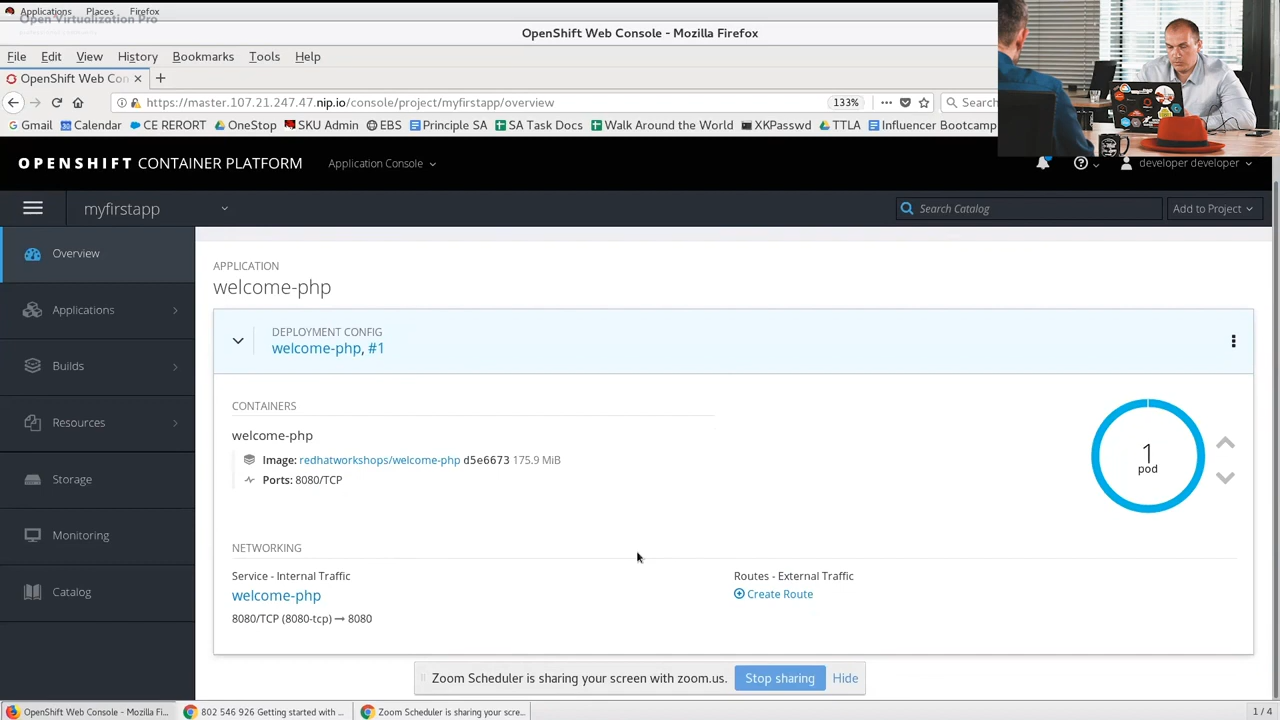 Applications Places Firefox
Open Virtualization Pro
OpenShift Web Console - Mozilla Firefox
File Edit View History Bookmarks Tools Help
OpenShift Web Con
https://master.107.21.247.47.nip.io/console/project/myfirstapp/overview 133% Search
Gmail Calendar CE RERORT OneStop SKU Admin SA Task Docs Walk Around the World XKPasswd TTLA Influencer Bootcamp
OPENSHIFT CONTAINER PLATFORM Application Console developer developer
myfirstapp Search Catalog Add to Project
Overview
Applications
Builds
Resources
Storage
Monitoring
Catalog
APPLICATION
welcome-php
DEPLOYMENT CONFIG
welcome-php, #1
CONTAINERS
welcome-php
Image: redhatworkshops/welcome-php d5e6673 175.9 MiB
Ports: 8080/TCP
1
pod
NETWORKING
Service - Internal Traffic
welcome-php
8080/TCP (8080-tcp) → 8080
Routes - External Traffic
Create Route
Zoom Scheduler is sharing your screen with zoom.us. Stop sharing Hide
OpenShift Web Console - Mozilla Fi... 802 546 926 Getting started with ... Zoom Scheduler is sharing your scre... 1 / 4